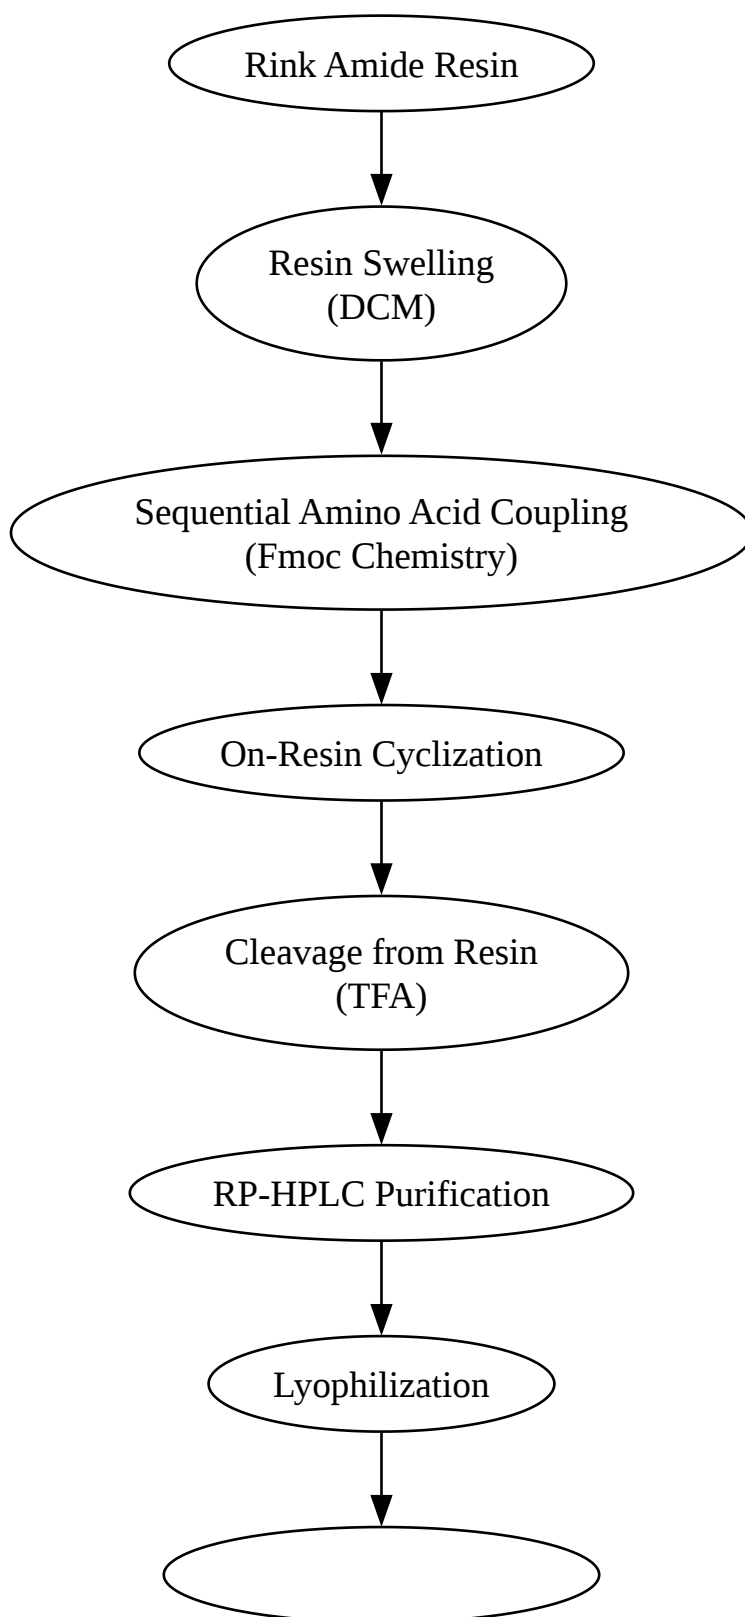 Rink Amide Resin
Resin Swelling
(DCM)
Sequential Amino Acid Coupling
(Fmoc Chemistry)
On-Resin Cyclization
Cleavage from Resin
(TFA)
RP-HPLC Purification
Lyophilization